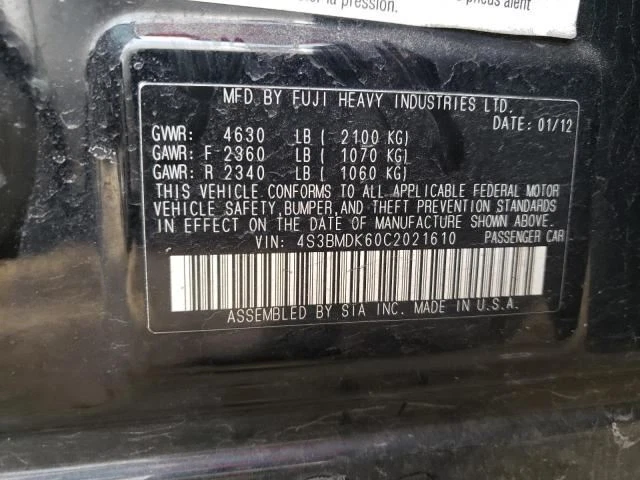 la pression.
pneus
MFD.BY FUJI HEAVY INDUSTRIES LTD.
DATE: 01/12
GVWR: 4630 LB ( 2100 KG)
GAWR: F 2360 LB ( 1070 KG)
GAWR: R 2340 LB ( 1060 KG)
THIS VEHICLE CONFORMS TO ALL APPLICABLE FEDERAL MOTOR
VEHICLE SAFETY,BUMPER,AND THEFT PREVENTION STANDARDS
IN EFFECT ON THE DATE OF MANUFACTURE SHOWN ABOVE.
VIN: 4S3BMDK60C2021610 PASSENGER CAR
ASSEMBLED BY SIA INC. MADE IN U.S.A.